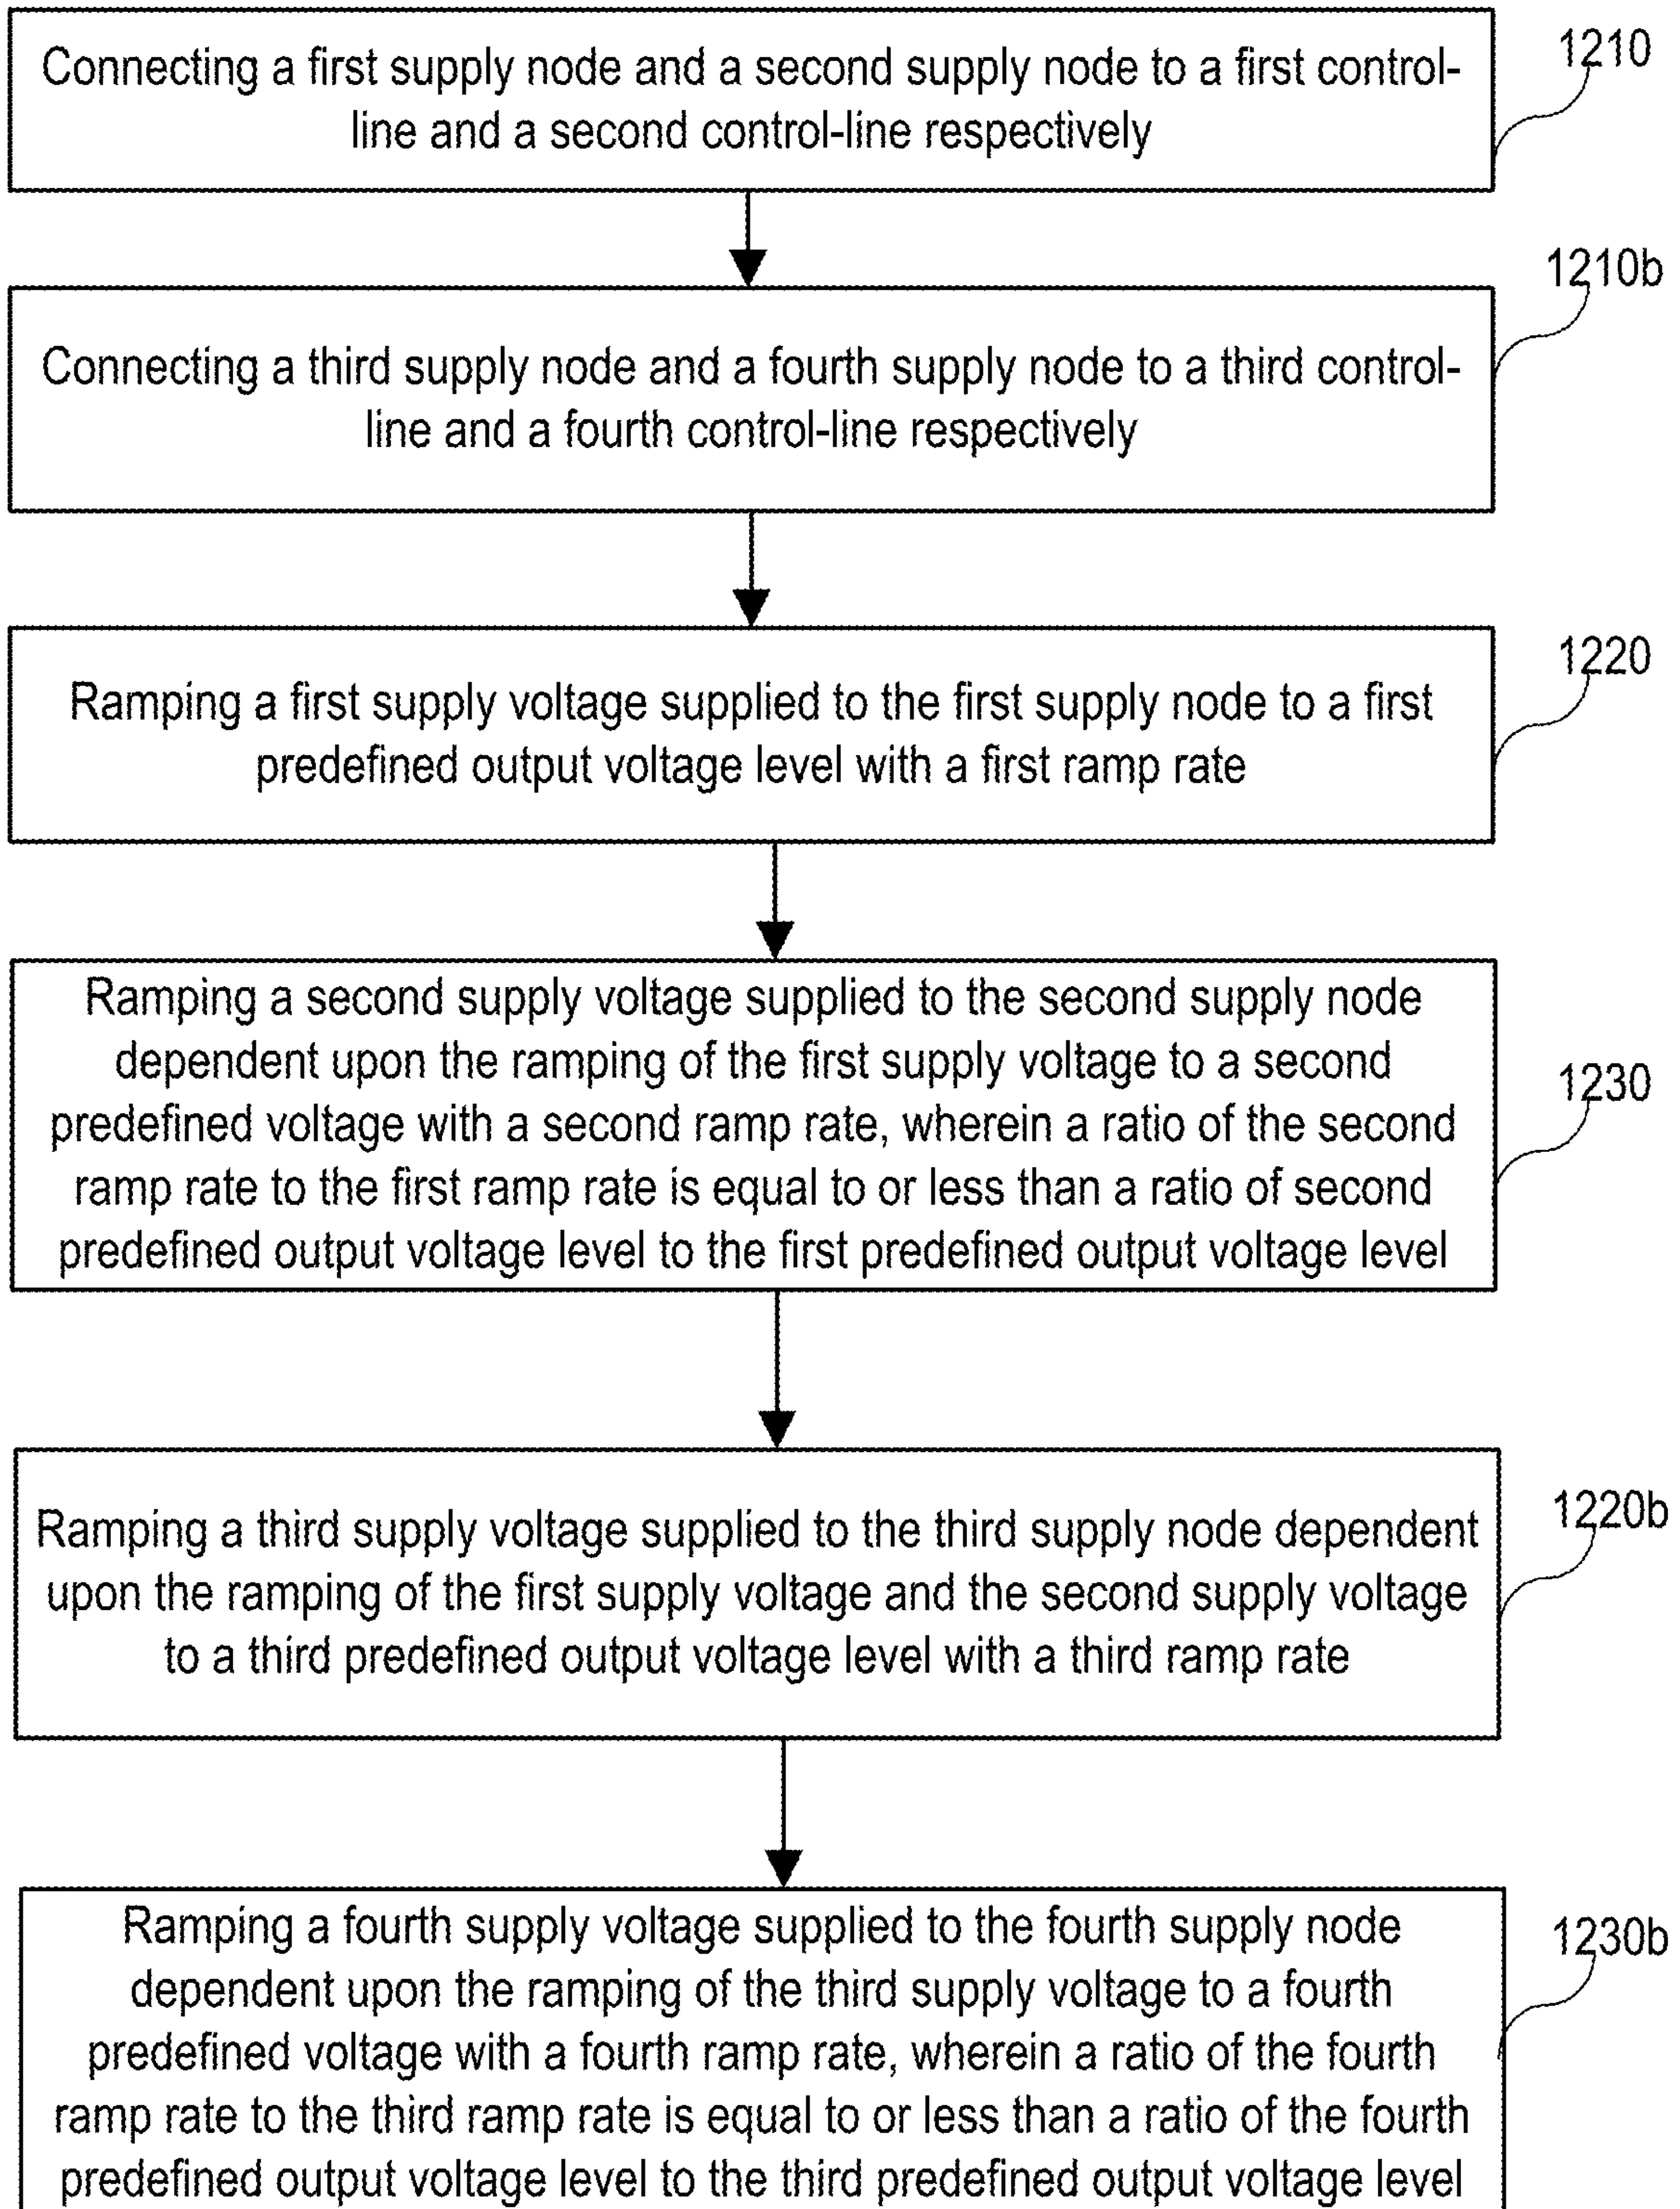 Connecting a first supply node and a second supply node to a first control-
line and a second control-line respectively
1210
Connecting a third supply node and a fourth supply node to a third control-
line and a fourth control-line respectively
1210b
Ramping a first supply voltage supplied to the first supply node to a first
predefined output voltage level with a first ramp rate
1220
Ramping a second supply voltage supplied to the second supply node
dependent upon the ramping of the first supply voltage to a second
predefined voltage with a second ramp rate, wherein a ratio of the second
ramp rate to the first ramp rate is equal to or less than a ratio of second
predefined output voltage level to the first predefined output voltage level
1230
Ramping a third supply voltage supplied to the third supply node dependent
upon the ramping of the first supply voltage and the second supply voltage
to a third predefined output voltage level with a third ramp rate
1220b
Ramping a fourth supply voltage supplied to the fourth supply node
dependent upon the ramping of the third supply voltage to a fourth
predefined voltage with a fourth ramp rate, wherein a ratio of the fourth
ramp rate to the third ramp rate is equal to or less than a ratio of the fourth
predefined output voltage level to the third predefined output voltage level
1230b